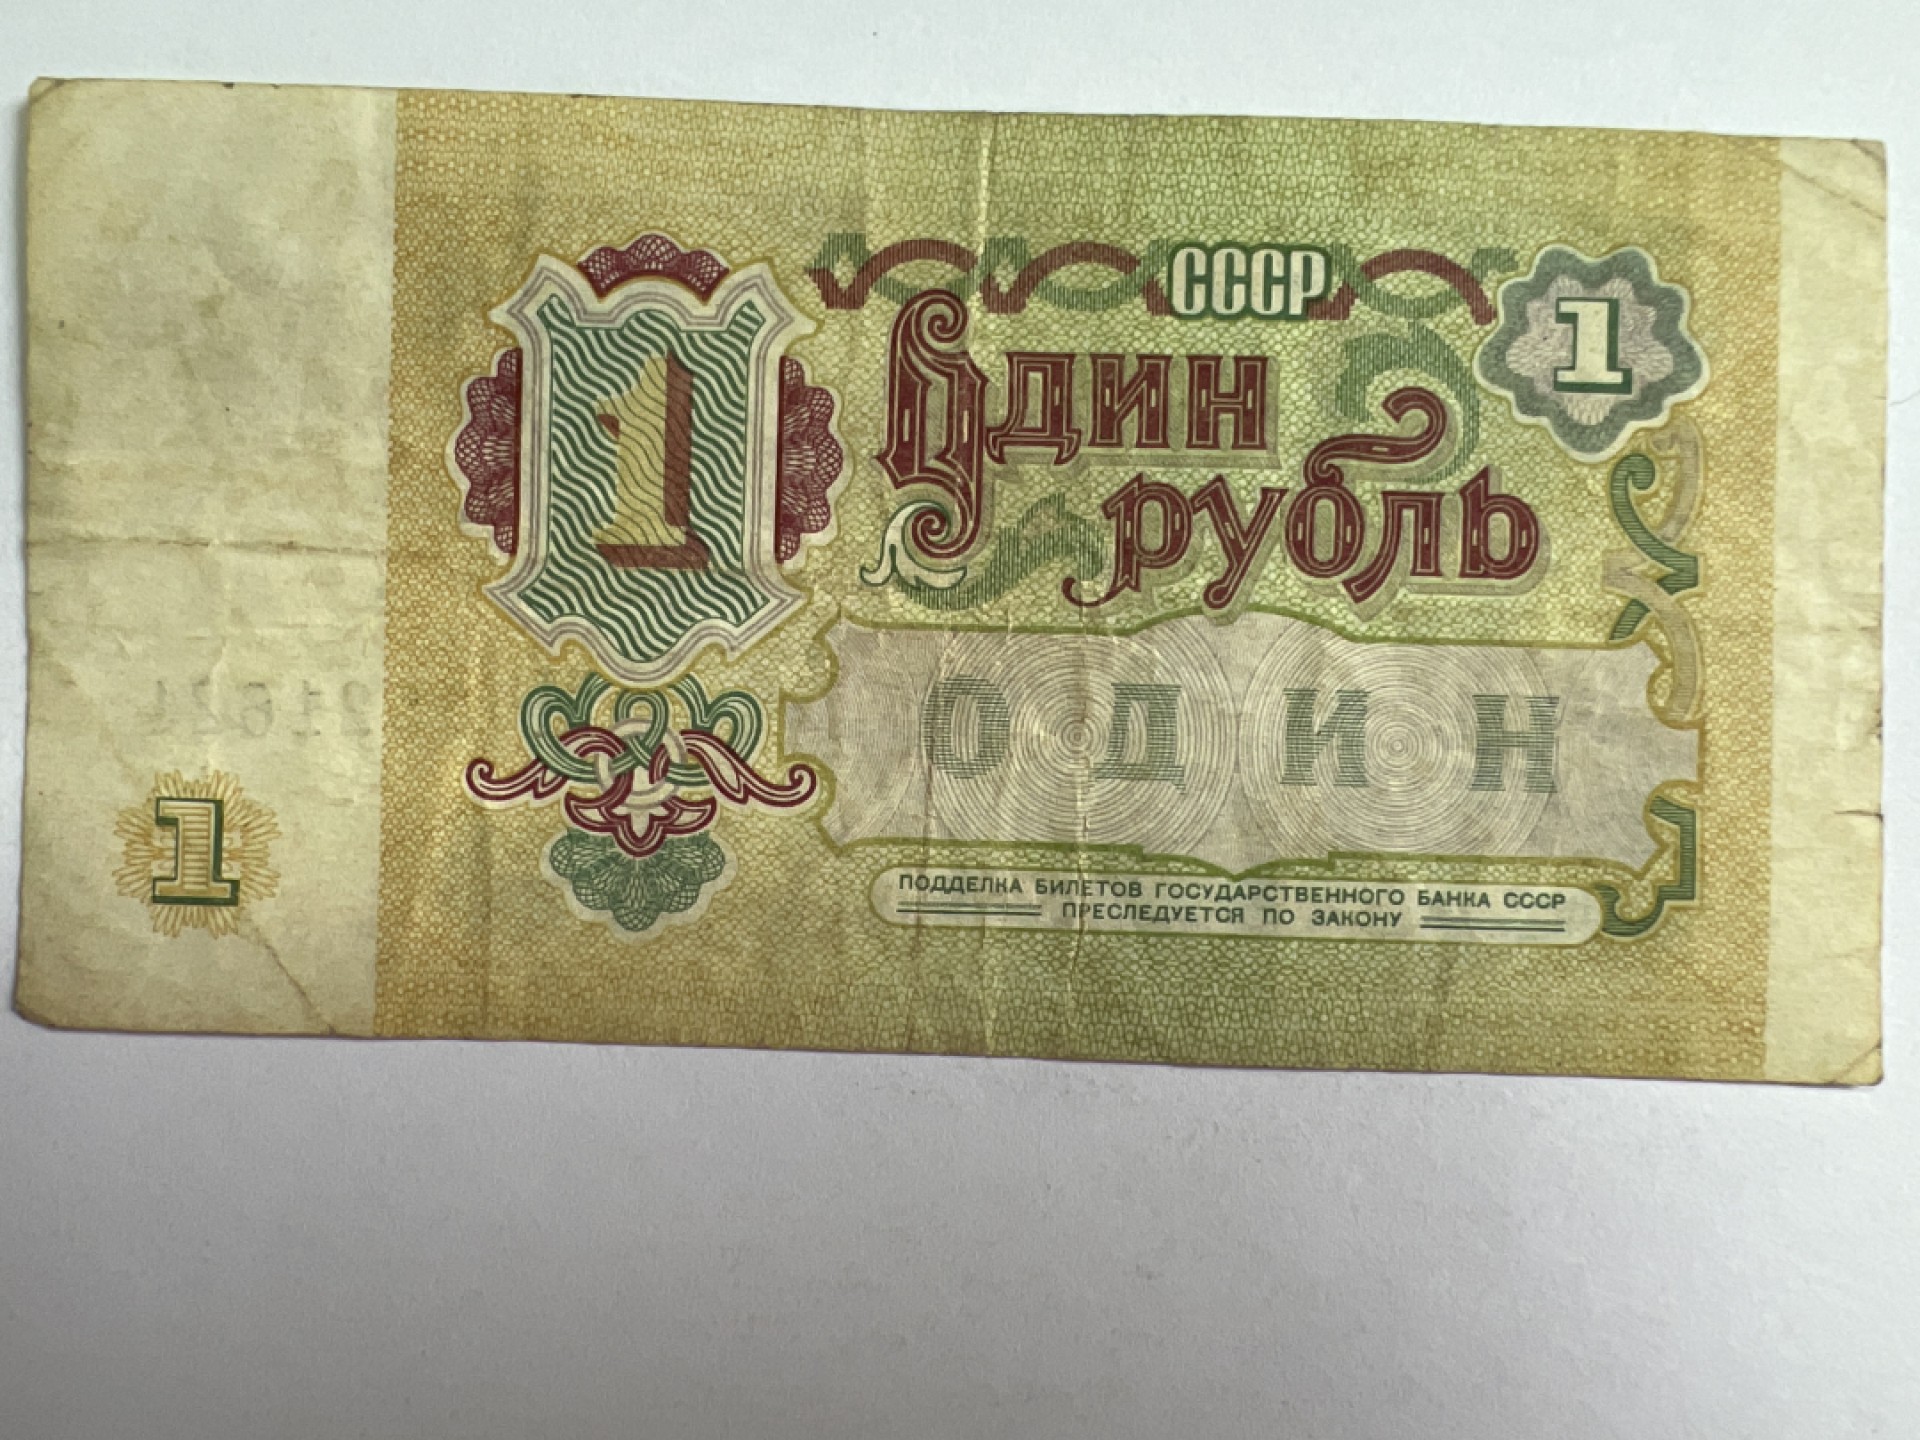 СССР
1
1
Один
рубль
ОДИН
ПОДДЕЛКА БИЛЕТОВ ГОСУДАРСТВЕННОГО БАНКА СССР
ПРЕСЛЕДУЕТСЯ ПО ЗАКОНУ
1